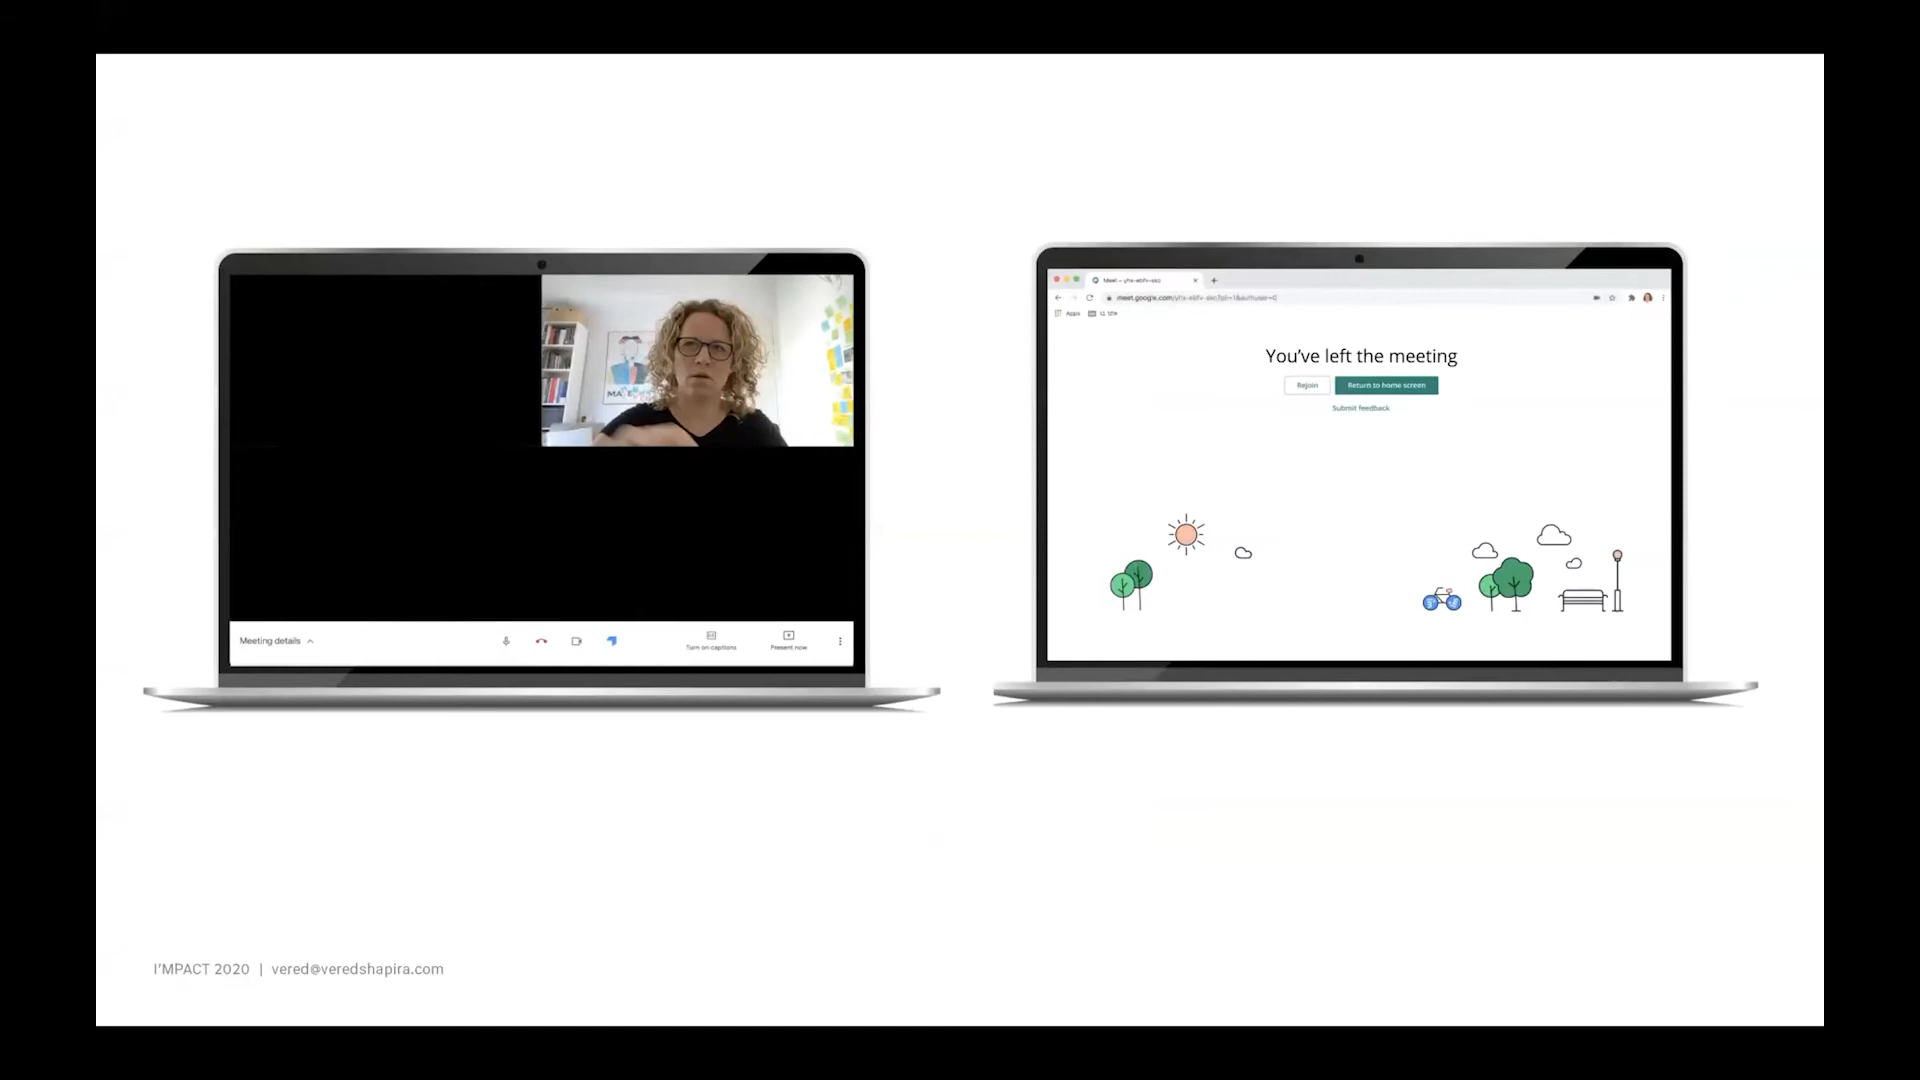 Meeting details
Turn on captions
Present now
You've left the meeting
Rejoin
Return to home screen
Submit feedback
Apps
I'MPACT 2020 | vered@veredshapira.com